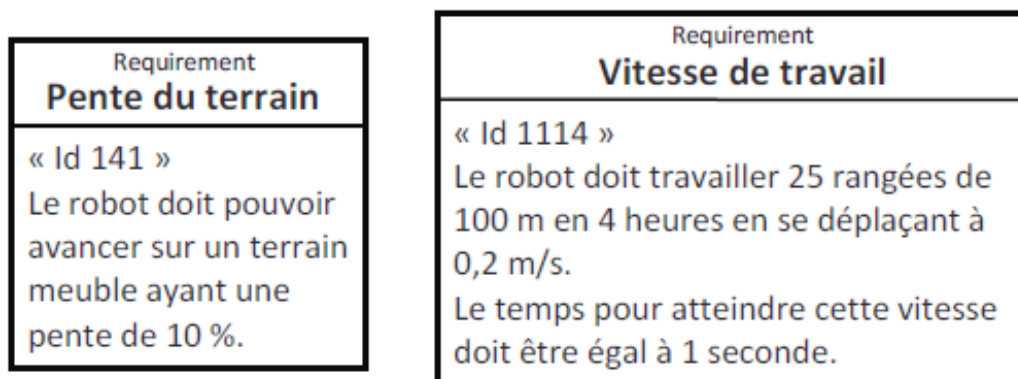 Requirement
Pente du terrain
« Id 141 »
Le robot doit pouvoir
avancer sur un terrain
meuble ayant une
pente de 10 %.
Requirement
Vitesse de travail
« Id 1114 »
Le robot doit travailler 25 rangées de
100 m en 4 heures en se déplaçant à
0,2 m/s.
Le temps pour atteindre cette vitesse
doit être égal à 1 seconde.